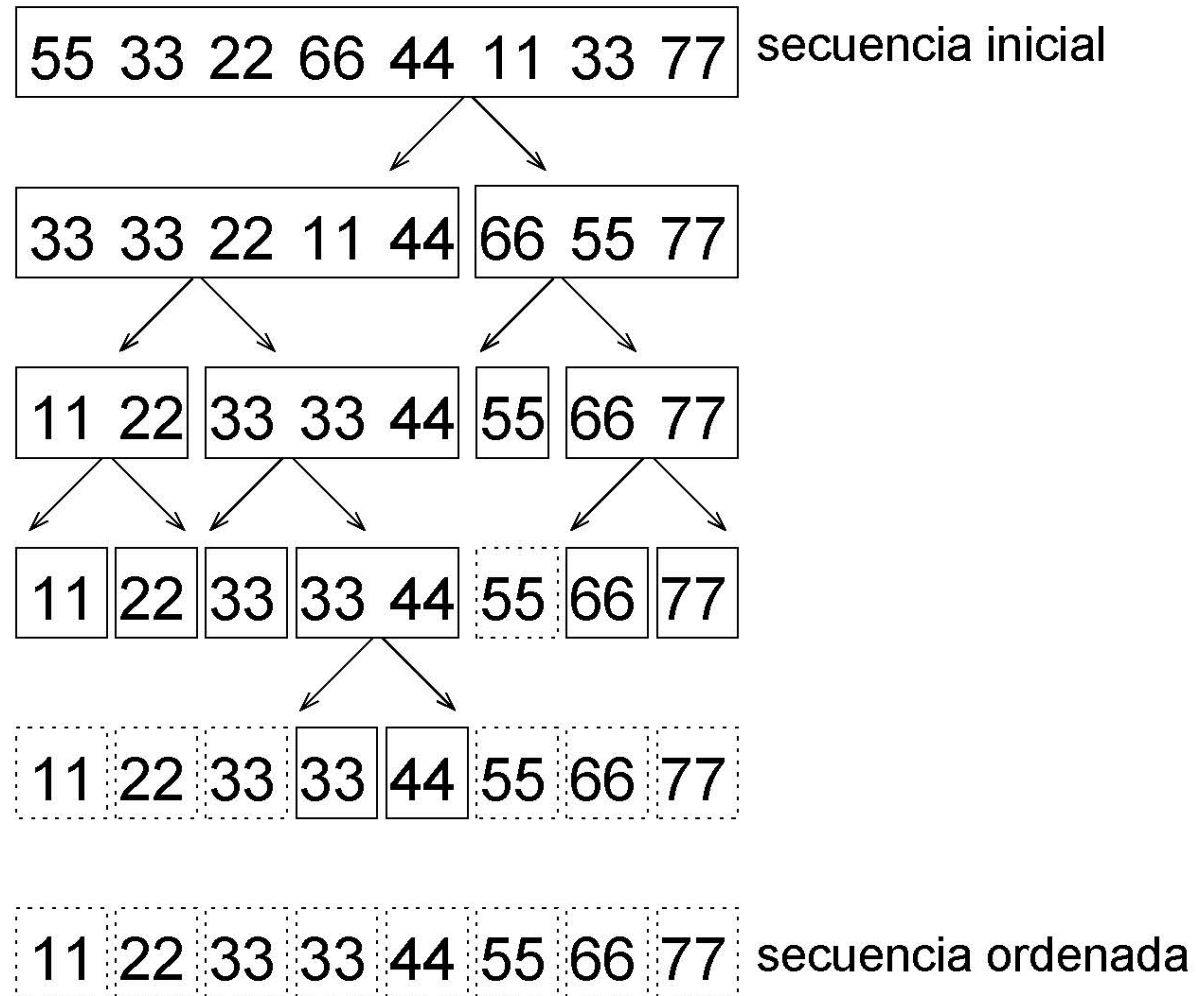 55 33 22 66 44 11 33 77 secuencia inicial
33 33 22 11 44 66 55 77
11 22 33 33 44 55 66 77
11 22 33 33 44 55 66 77
11 22 33 33 44 55 66 77
11 22 33 33 44 55 66 77 secuencia ordenada